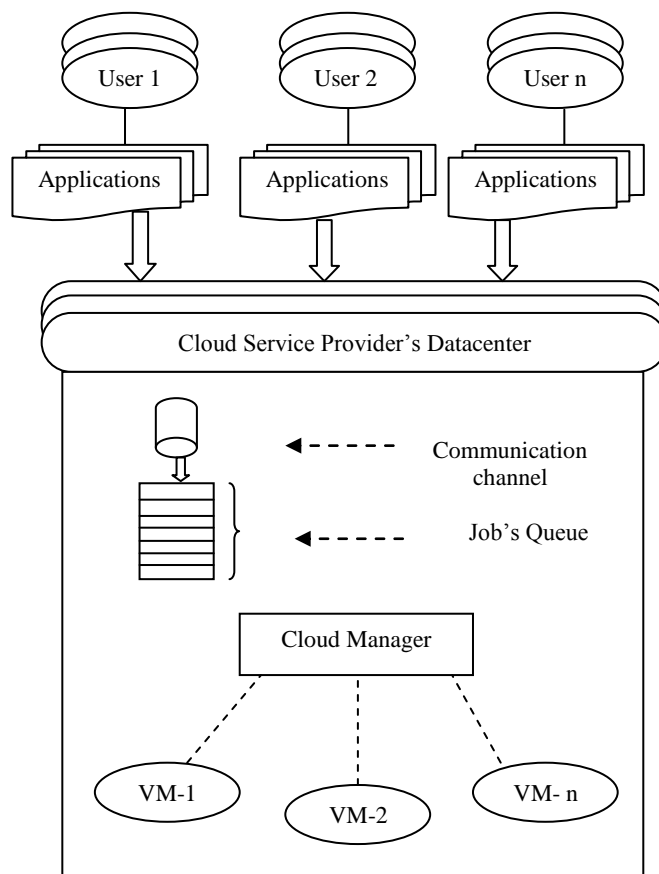 User 1
User 2
User n
Applications
Applications
Applications
Cloud Service Provider’s Datacenter
Communication
channel
Job’s Queue
Cloud Manager
VM-1
VM-2
VM- n